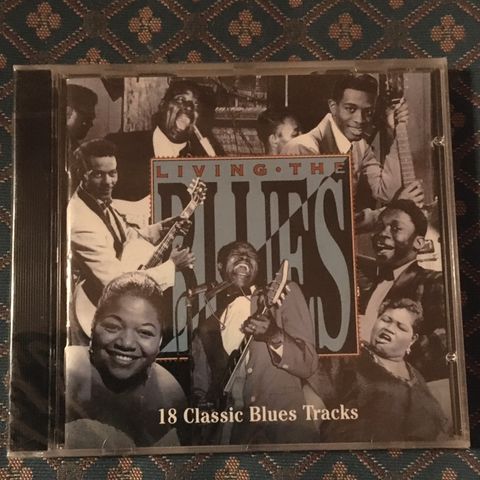 LIVING • THE
BLUES
18 Classic Blues Tracks